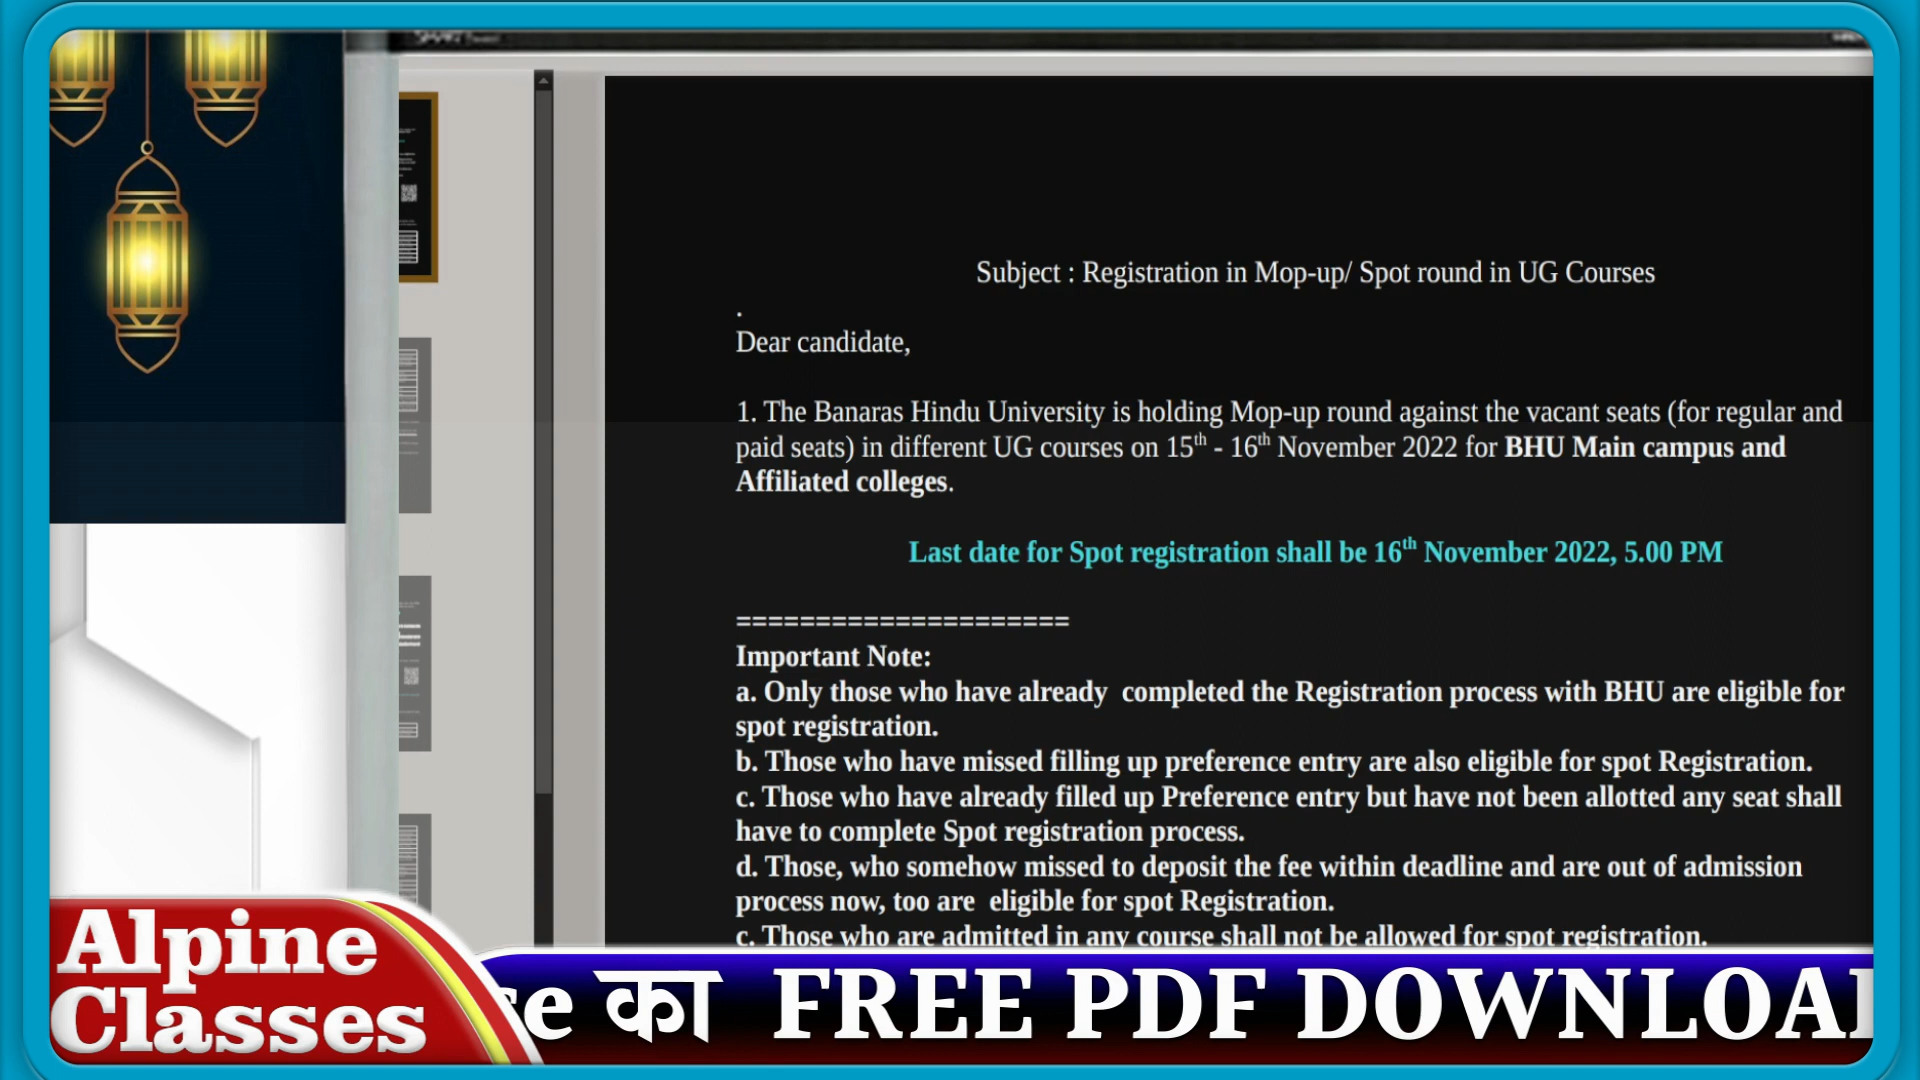 Subject : Registration in Mop-up/ Spot round in UG Courses
.
Dear candidate,
1. The Banaras Hindu University is holding Mop-up round against the vacant seats (for regular and
paid seats) in different UG courses on 15th - 16th November 2022 for BHU Main campus and
Affiliated colleges.
Last date for Spot registration shall be 16th November 2022, 5.00 PM
=====================
Important Note:
a. Only those who have already completed the Registration process with BHU are eligible for
spot registration.
b. Those who have missed filling up preference entry are also eligible for spot Registration.
c. Those who have already filled up Preference entry but have not been allotted any seat shall
have to complete Spot registration process.
d. Those, who somehow missed to deposit the fee within deadline and are out of admission
process now, too are eligible for spot Registration.
c. Those who are admitted in any course shall not be allowed for spot registration.
Alpine
Classes
se का FREE PDF DOWNLOA